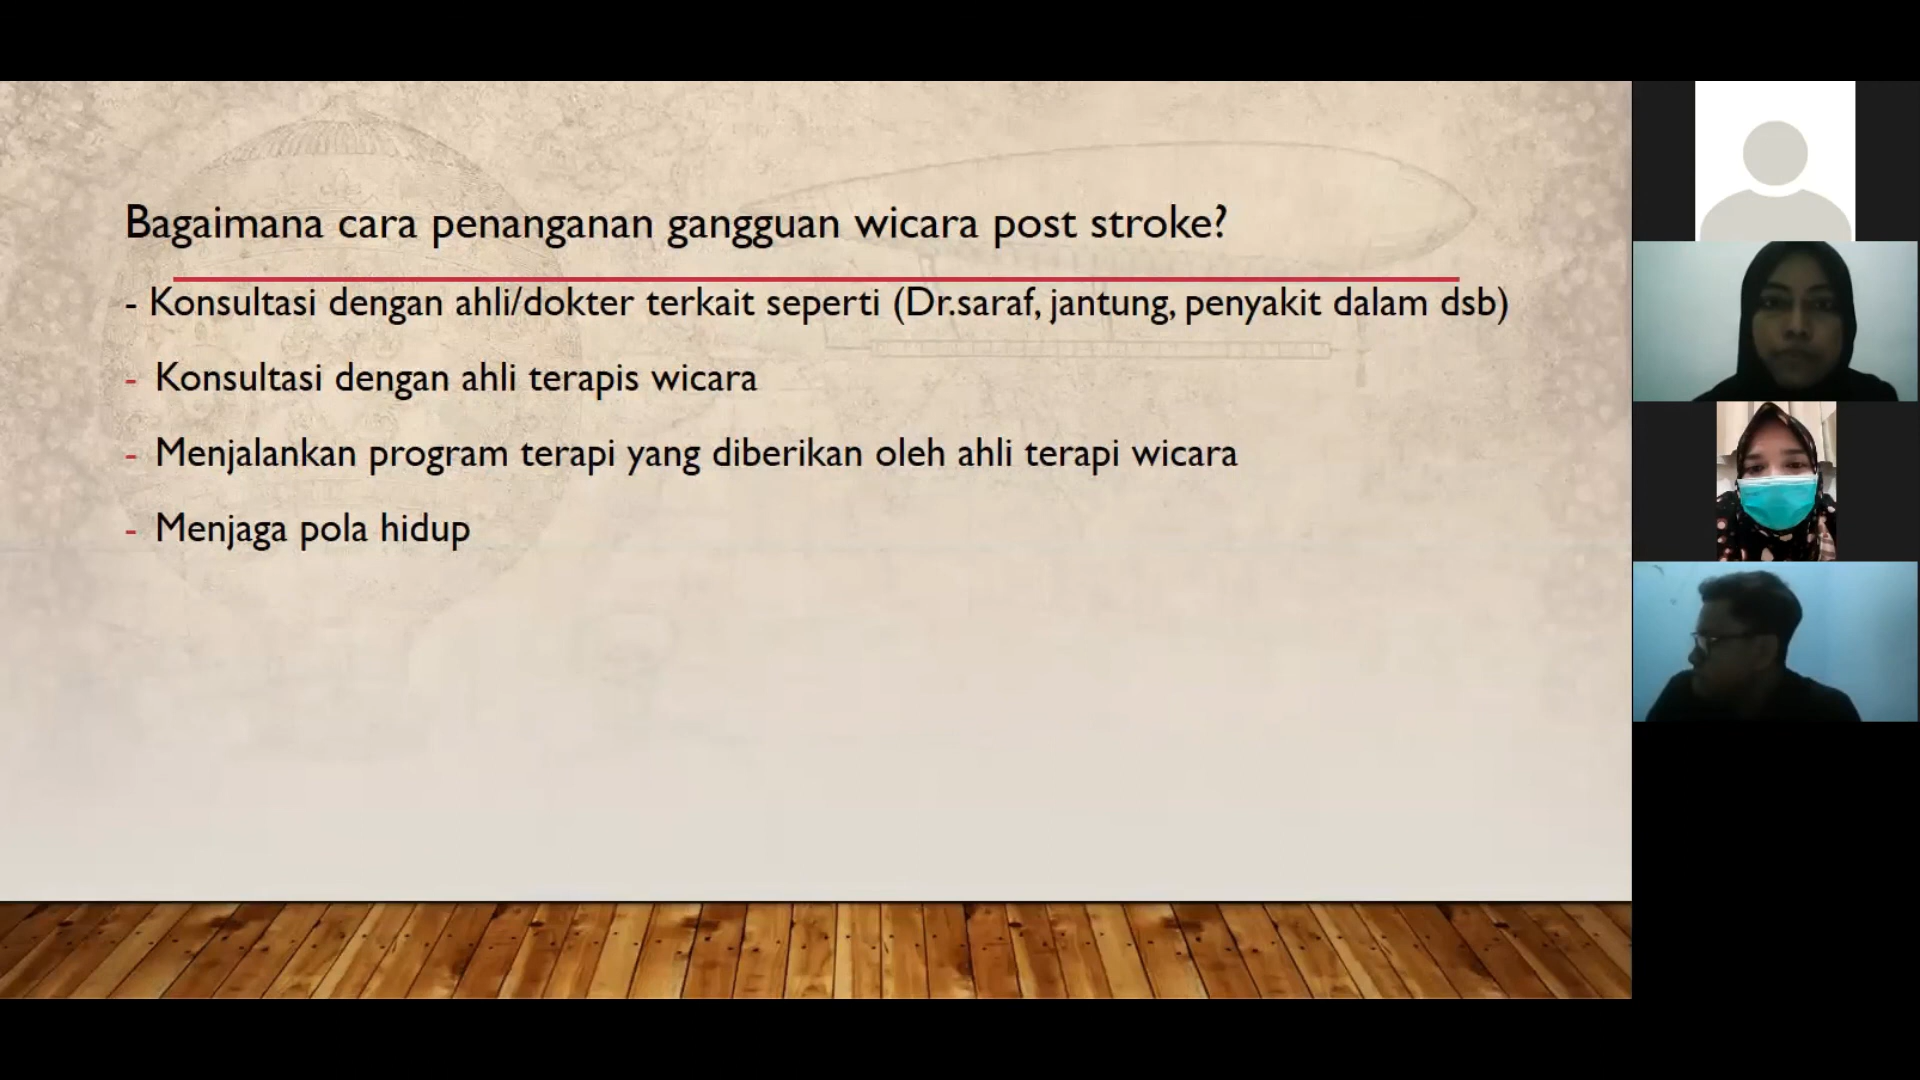 Bagaimana cara penanganan gangguan wicara post stroke?
- Konsultasi dengan ahli/dokter terkait seperti (Dr.saraf, jantung, penyakit dalam dsb)
- Konsultasi dengan ahli terapis wicara
- Menjalankan program terapi yang diberikan oleh ahli terapi wicara
- Menjaga pola hidup